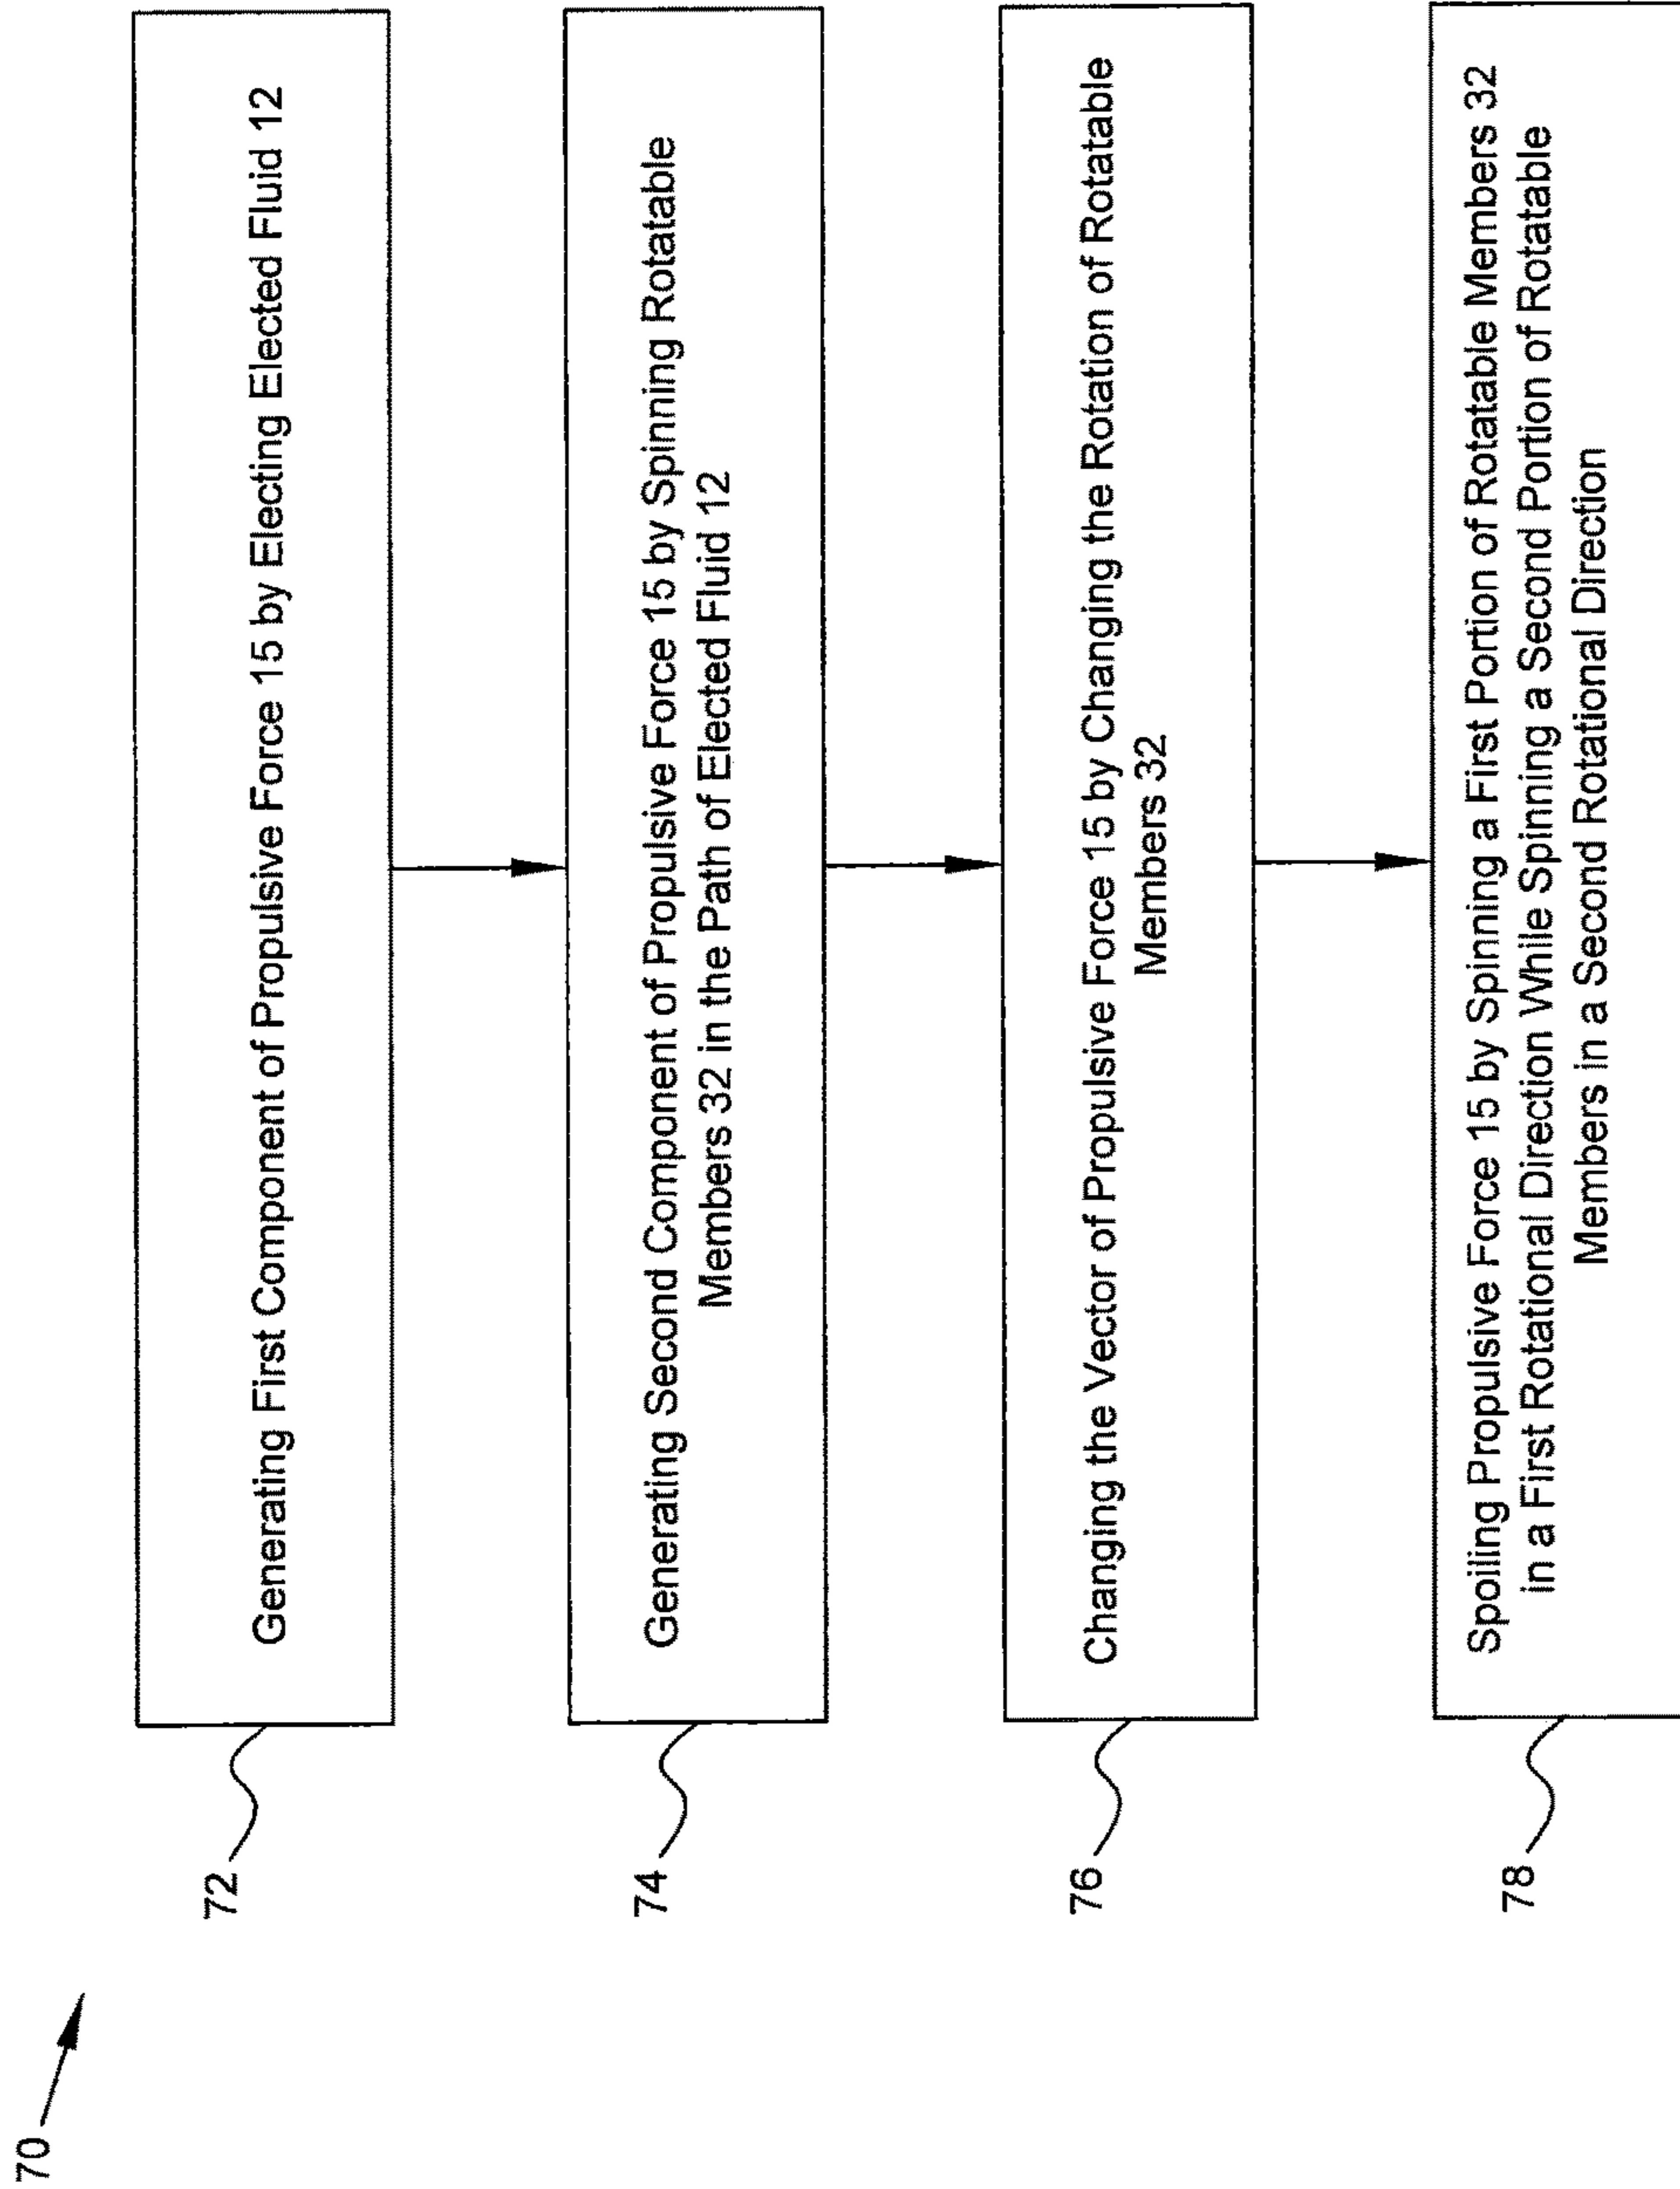 70
72
Generating First Component of Propulsive Force 15 by Electing Elected Fluid 12
74
Generating Second Component of Propulsive Force 15 by Spinning Rotatable
Members 32 in the Path of Elected Fluid 12
76
Changing the Vector of Propulsive Force 15 by Changing the Rotation of Rotatable
Members 32
78
Spoiling Propulsive Force 15 by Spinning a First Portion of Rotatable Members 32
in a First Rotational Direction While Spinning a Second Portion of Rotatable
Members in a Second Rotational Direction